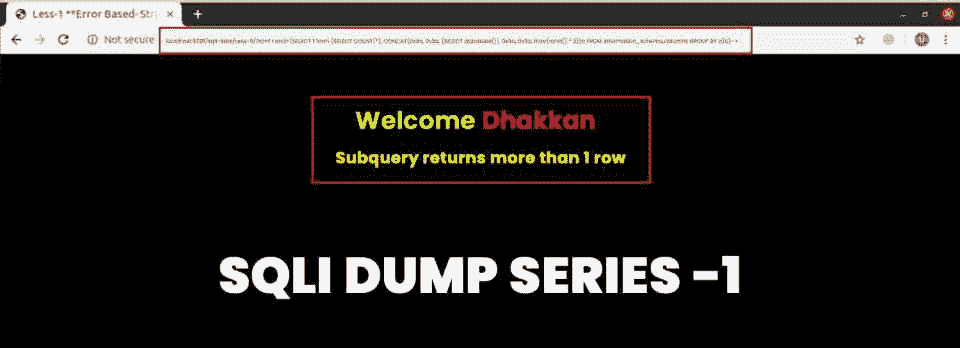 Less-1 **Error Based- Str
Not secure
Welcome Dhakkan
Subquery returns more than 1 row
SQLI DUMP SERIES -1